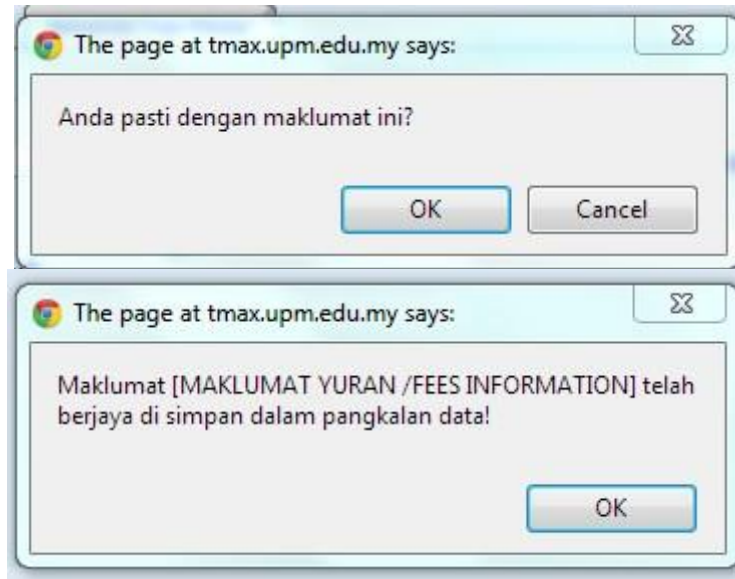 The page at tmax.upm.edu.my says:
Anda pasti dengan maklumat ini?
OK
Cancel
The page at tmax.upm.edu.my says:
Maklumat [MAKLUMAT YURAN /FEES INFORMATION] telah
berjaya di simpan dalam pangkalan data!
OK